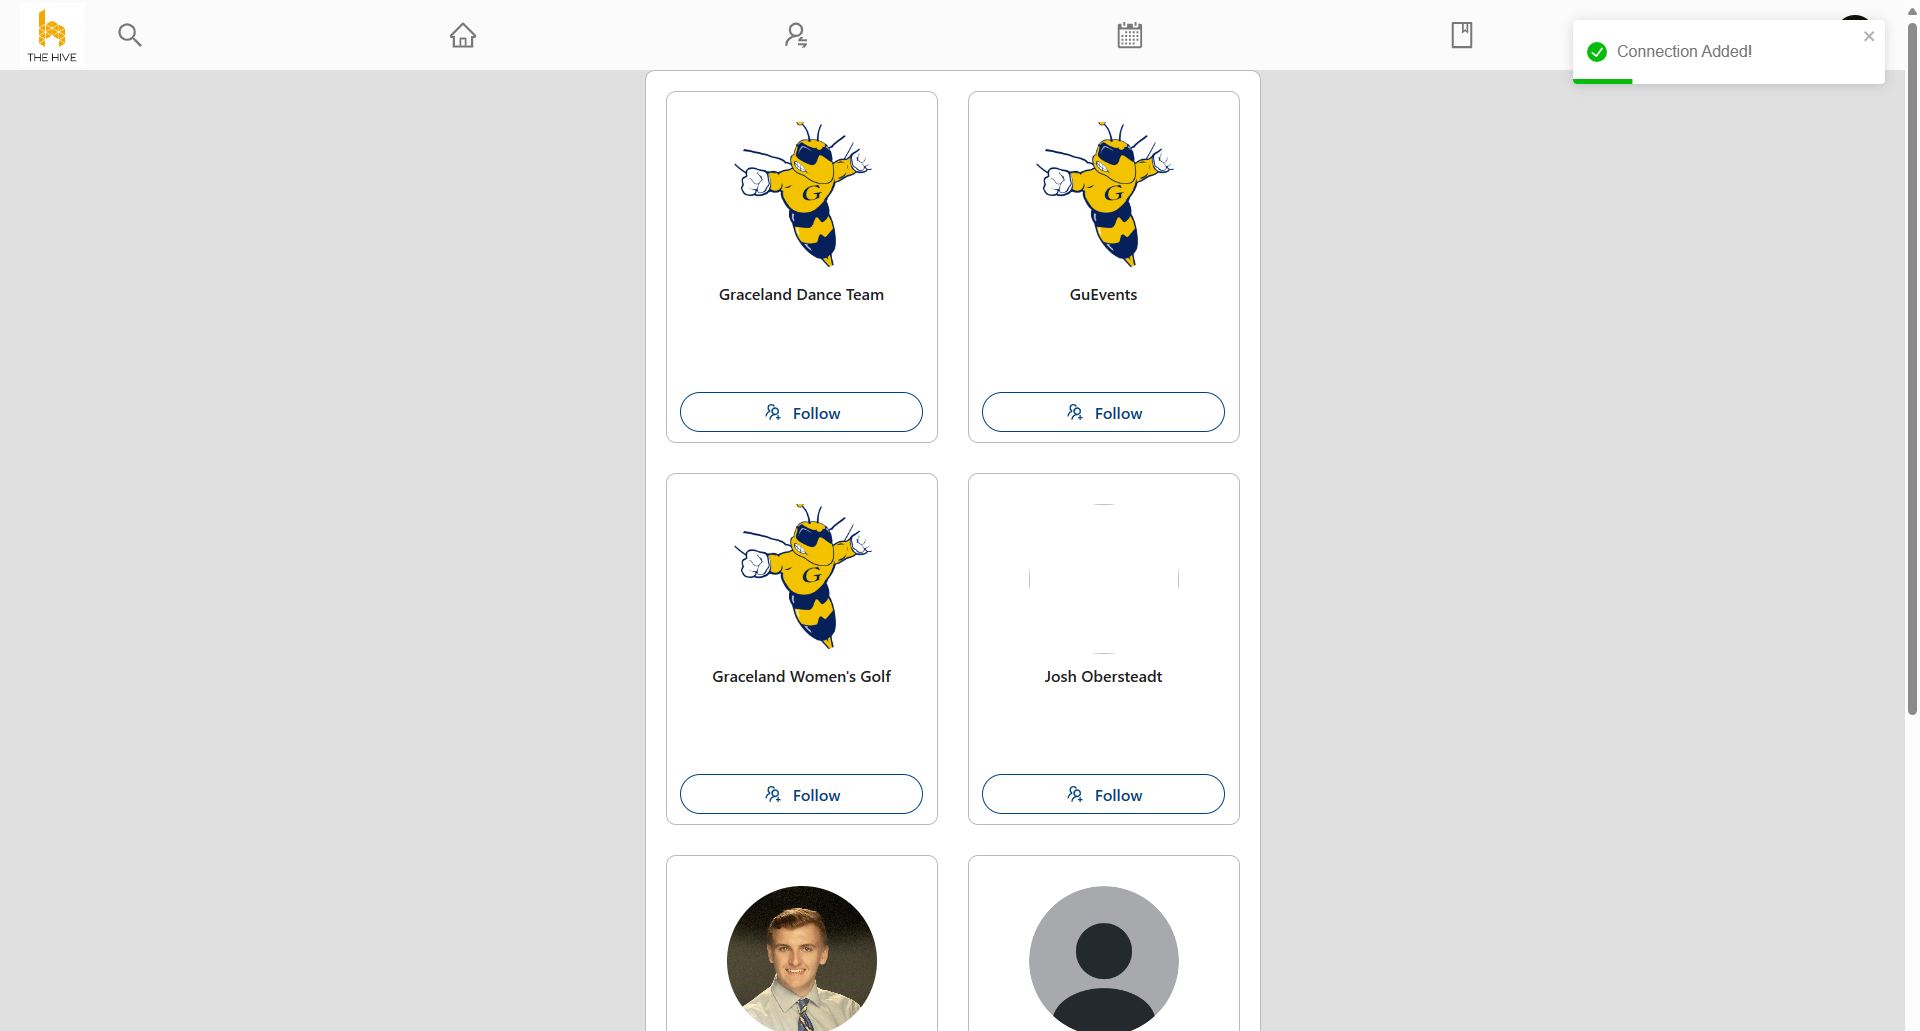 THE HIVE
Connection Added!
G
G
Graceland Dance Team
GuEvents
Follow
Follow
G
Graceland Women's Golf
Josh Obersteadt
Follow
Follow